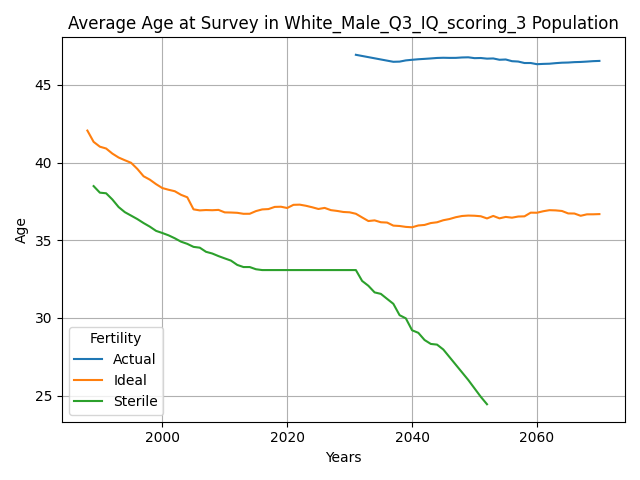 Average Age at Survey in White_Male_Q3_IQ_scoring_3 Population
45
40
35
30
25
Age
Fertility
Actual
Ideal
Sterile
2000 2020 2040 2060
Years